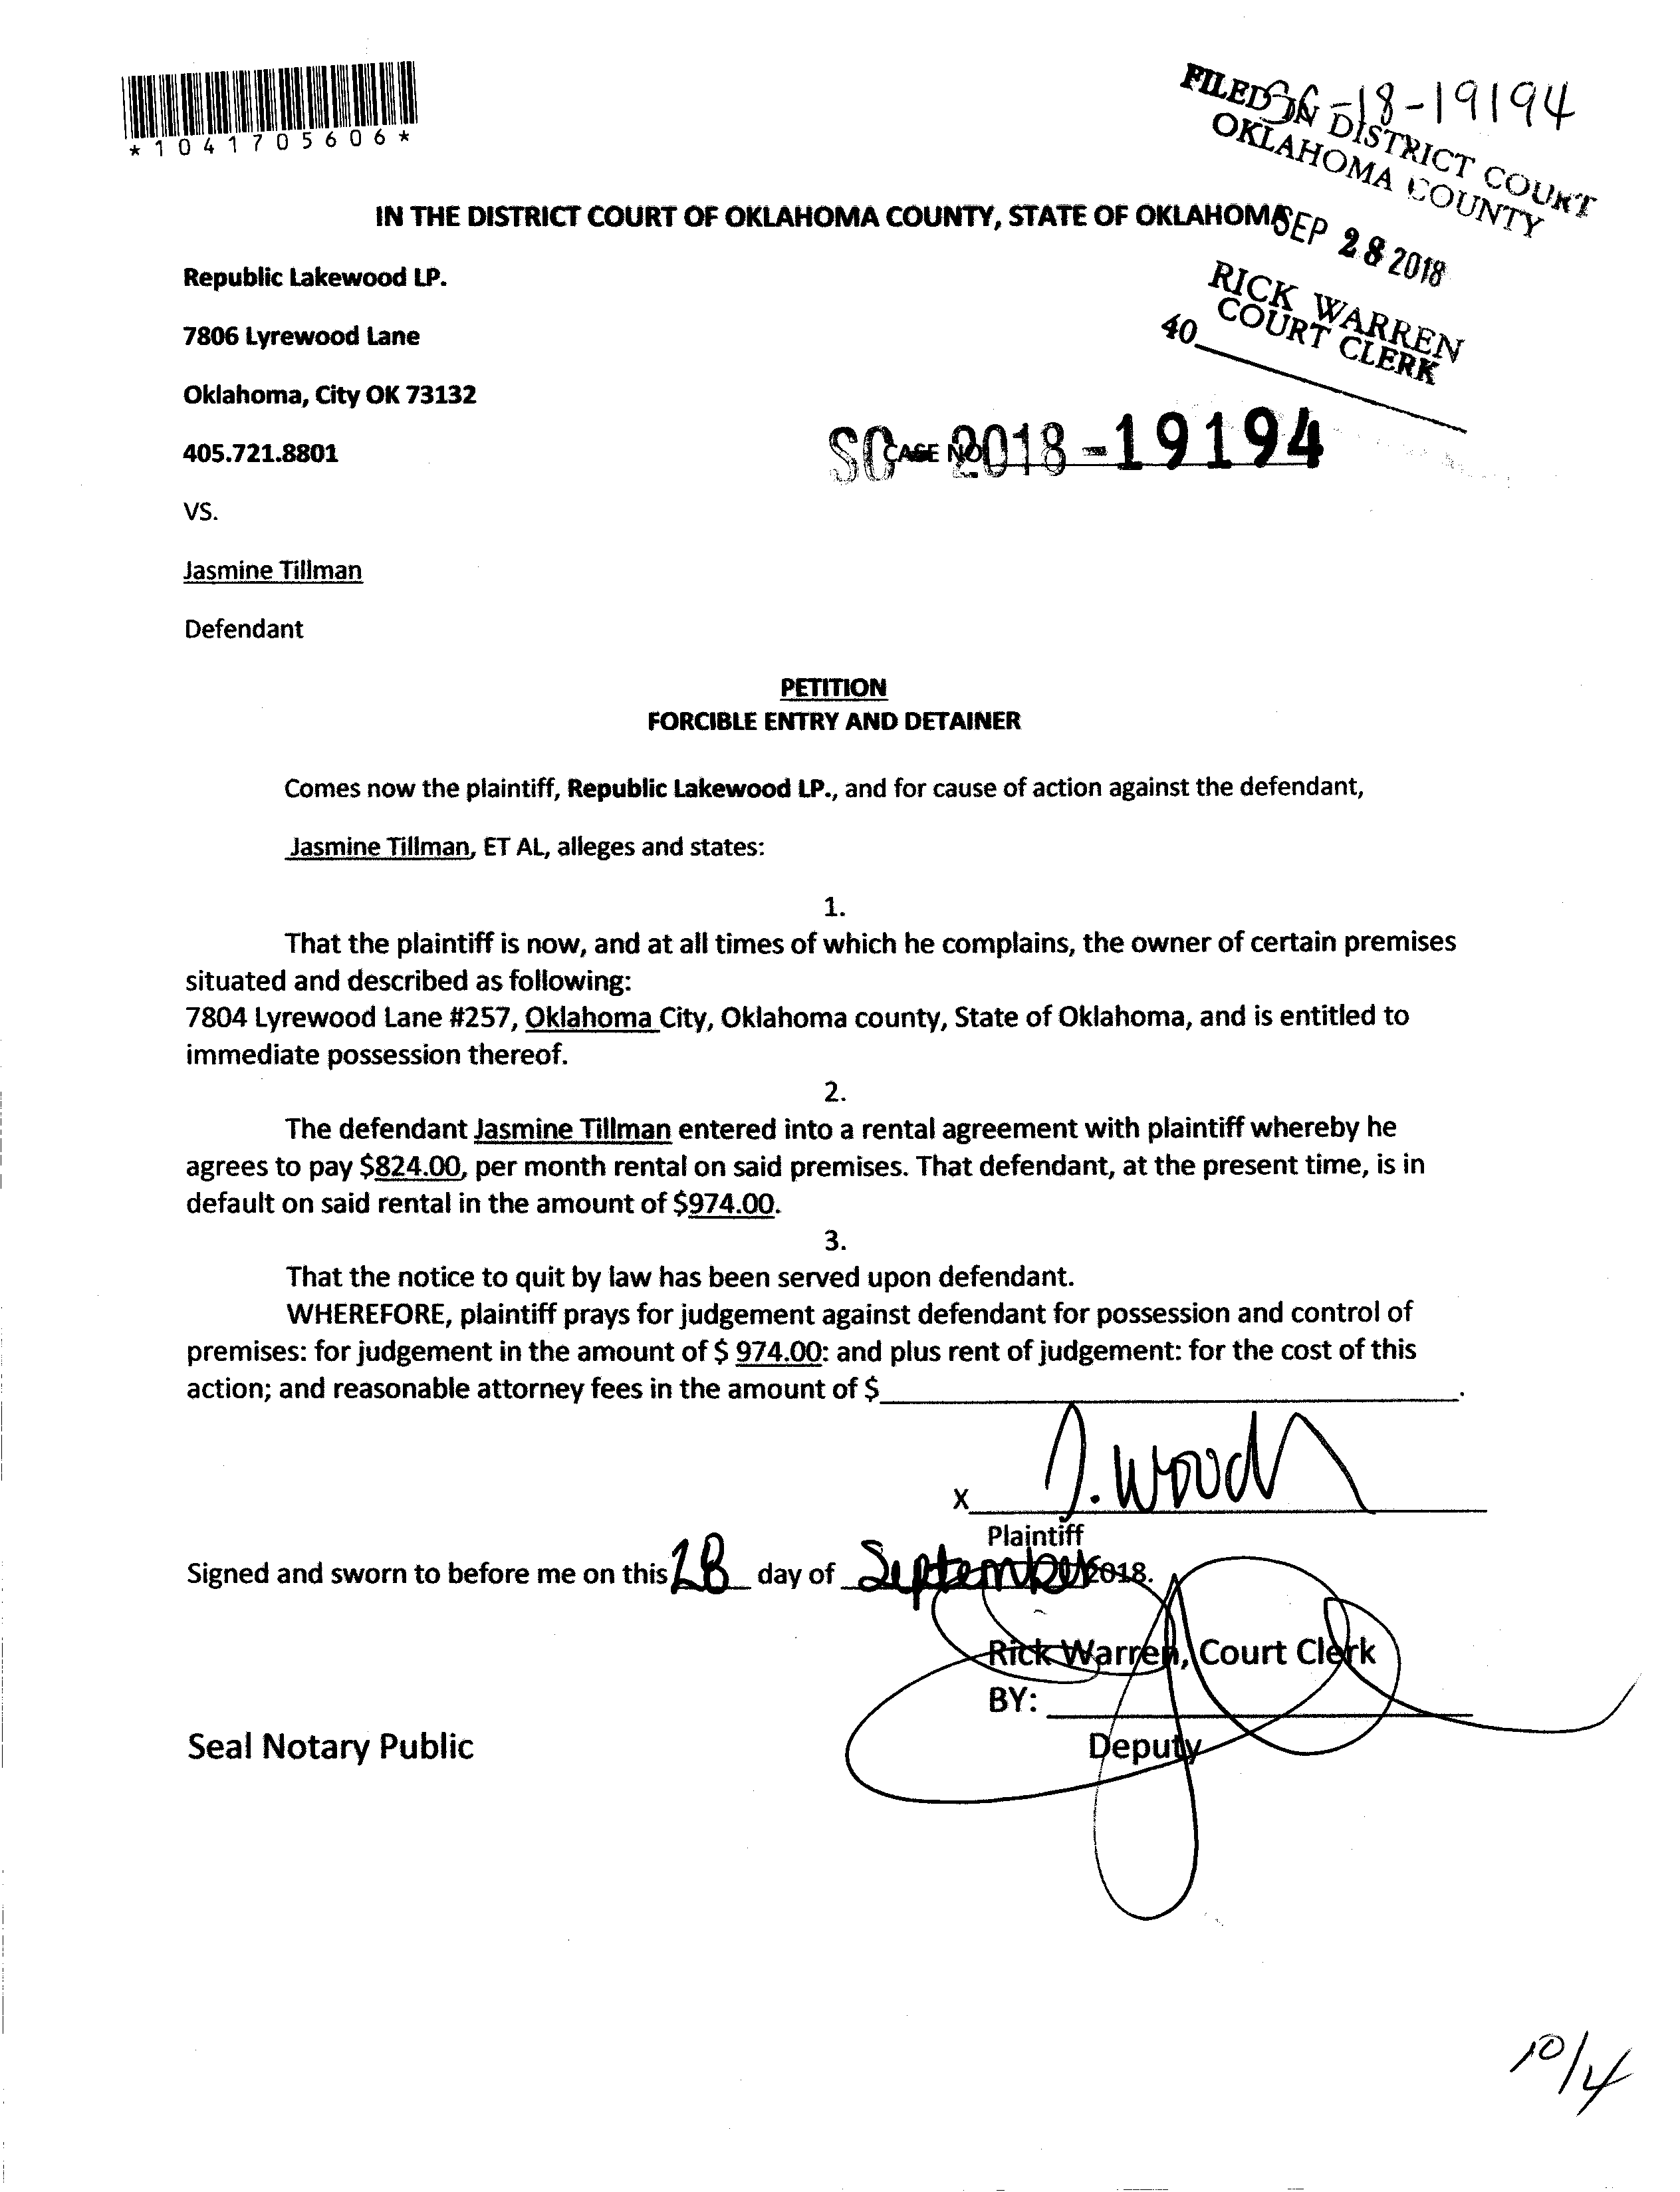 *1041705606*
SC-18-19194
FILED IN DISTRICT COURT
OKLAHOMA COUNTY
SEP 28 2018
RICK WARREN
COURT CLERK
40
IN THE DISTRICT COURT OF OKLAHOMA COUNTY, STATE OF OKLAHOMA
Republic Lakewood LP.
7806 Lyrewood Lane
Oklahoma, City OK 73132
405.721.8801
CASE NO. SC 2018-19194
VS.
Jasmine Tillman
Defendant
PETITION
FORCIBLE ENTRY AND DETAINER
Comes now the plaintiff, Republic Lakewood LP., and for cause of action against the defendant,
Jasmine Tillman, ET AL, alleges and states:
1.
That the plaintiff is now, and at all times of which he complains, the owner of certain premises
situated and described as following:
7804 Lyrewood Lane #257, Oklahoma City, Oklahoma county, State of Oklahoma, and is entitled to
immediate possession thereof.
2.
The defendant Jasmine Tillman entered into a rental agreement with plaintiff whereby he
agrees to pay $824.00, per month rental on said premises. That defendant, at the present time, is in
default on said rental in the amount of $974.00.
3.
That the notice to quit by law has been served upon defendant.
WHEREFORE, plaintiff prays for judgement against defendant for possession and control of
premises: for judgement in the amount of $ 974.00: and plus rent of judgement: for the cost of this
action; and reasonable attorney fees in the amount of $ .
X J. Woods
Plaintiff
Signed and sworn to before me on this 28 day of September 2018.
Rick Warren, Court Clerk
BY:
Seal Notary Public
Deputy
10/4